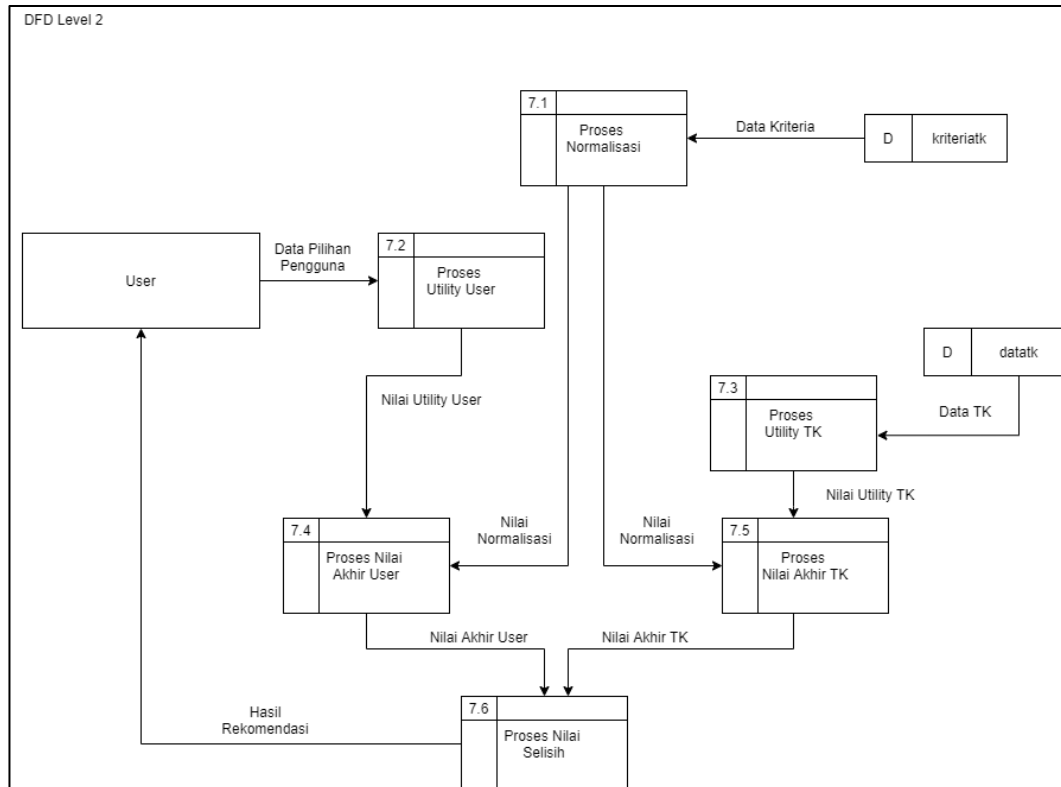 DFD Level 2
7.1
Proses
Normalisasi
Data Kriteria
D
kriteriatk
User
Data Pilihan
Pengguna
7.2
Proses
Utility User
D
datatk
Nilai Utility User
7.3
Proses
Utility TK
Data TK
Nilai Utility TK
7.4
Proses Nilai
Akhir User
Nilai
Normalisasi
Nilai
Normalisasi
7.5
Proses
Nilai Akhir TK
Nilai Akhir User
Nilai Akhir TK
Hasil
Rekomendasi
7.6
Proses Nilai
Selisih